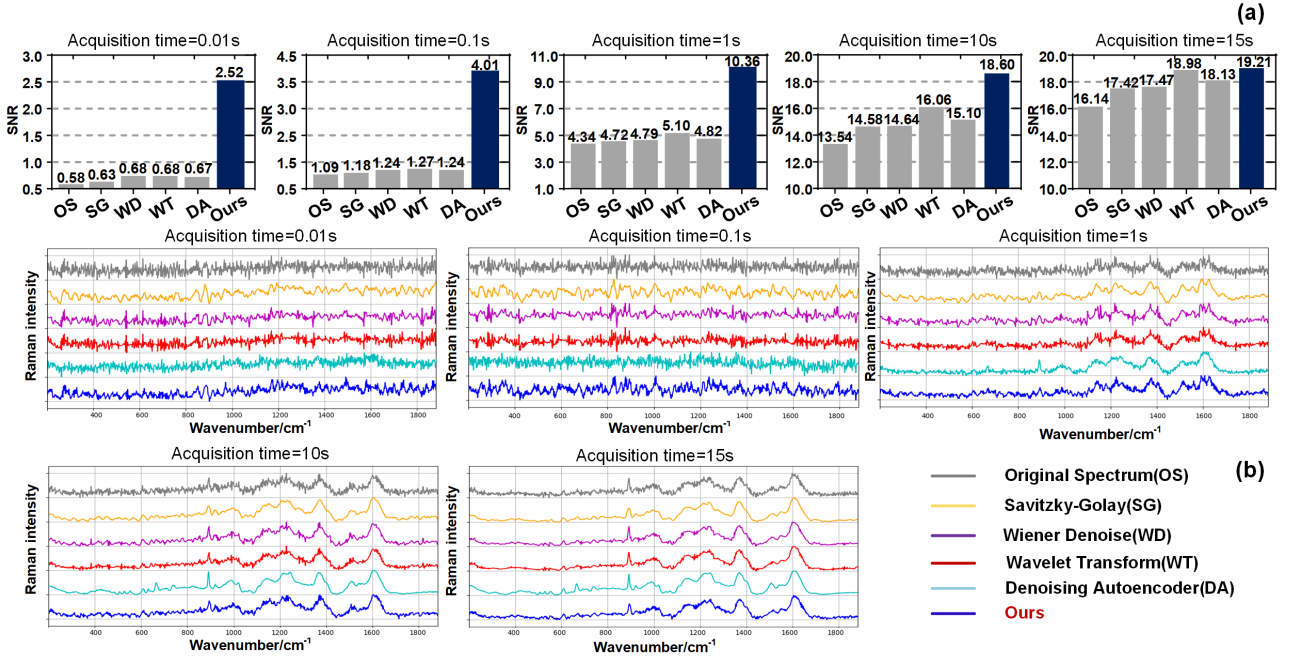 (a)
Acquisition time=0.01s
SNR
3.0
2.5
2.0
1.5
1.0
0.5
0.58
0.63
0.68
0.68
0.67
2.52
OS
SG
WD
WT
DA
Ours
Acquisition time=0.1s
SNR
4.5
3.5
3.0
2.5
1.5
0.5
1.09
1.18
1.24
1.27
1.24
4.01
OS
SG
WD
WT
DA
Ours
Acquisition time=1s
SNR
11.0
9.0
7.0
5.0
3.0
1.0
4.34
4.72
4.79
5.10
4.82
10.36
OS
SG
WD
WT
DA
Ours
Acquisition time=10s
SNR
20.0
18.0
16.0
14.0
12.0
10.0
13.54
14.58
14.64
16.06
15.10
18.60
OS
SG
WD
WT
DA
Ours
Acquisition time=15s
SNR
20.0
18.0
16.0
14.0
12.0
10.0
16.14
17.42
17.47
18.98
18.13
19.21
OS
SG
WD
WT
DA
Ours
Acquisition time=0.01s
Raman intensity
400 600 800 1000 1200 1400 1600 1800
Wavenumber/cm-1
Acquisition time=0.1s
Raman intensity
400 600 800 1000 1200 1400 1600 1800
Wavenumber/cm-1
Acquisition time=1s
Raman intensity
400 600 800 1000 1200 1400 1600 1800
Wavenumber/cm-1
Acquisition time=10s
Raman intensity
400 600 800 1000 1200 1400 1600 1800
Wavenumber/cm-1
Acquisition time=15s
Raman intensity
400 600 800 1000 1200 1400 1600 1800
Wavenumber/cm-1
(b)
Original Spectrum(OS)
Savitzky-Golay(SG)
Wiener Denoise(WD)
Wavelet Transform(WT)
Denoising Autoencoder(DA)
Ours